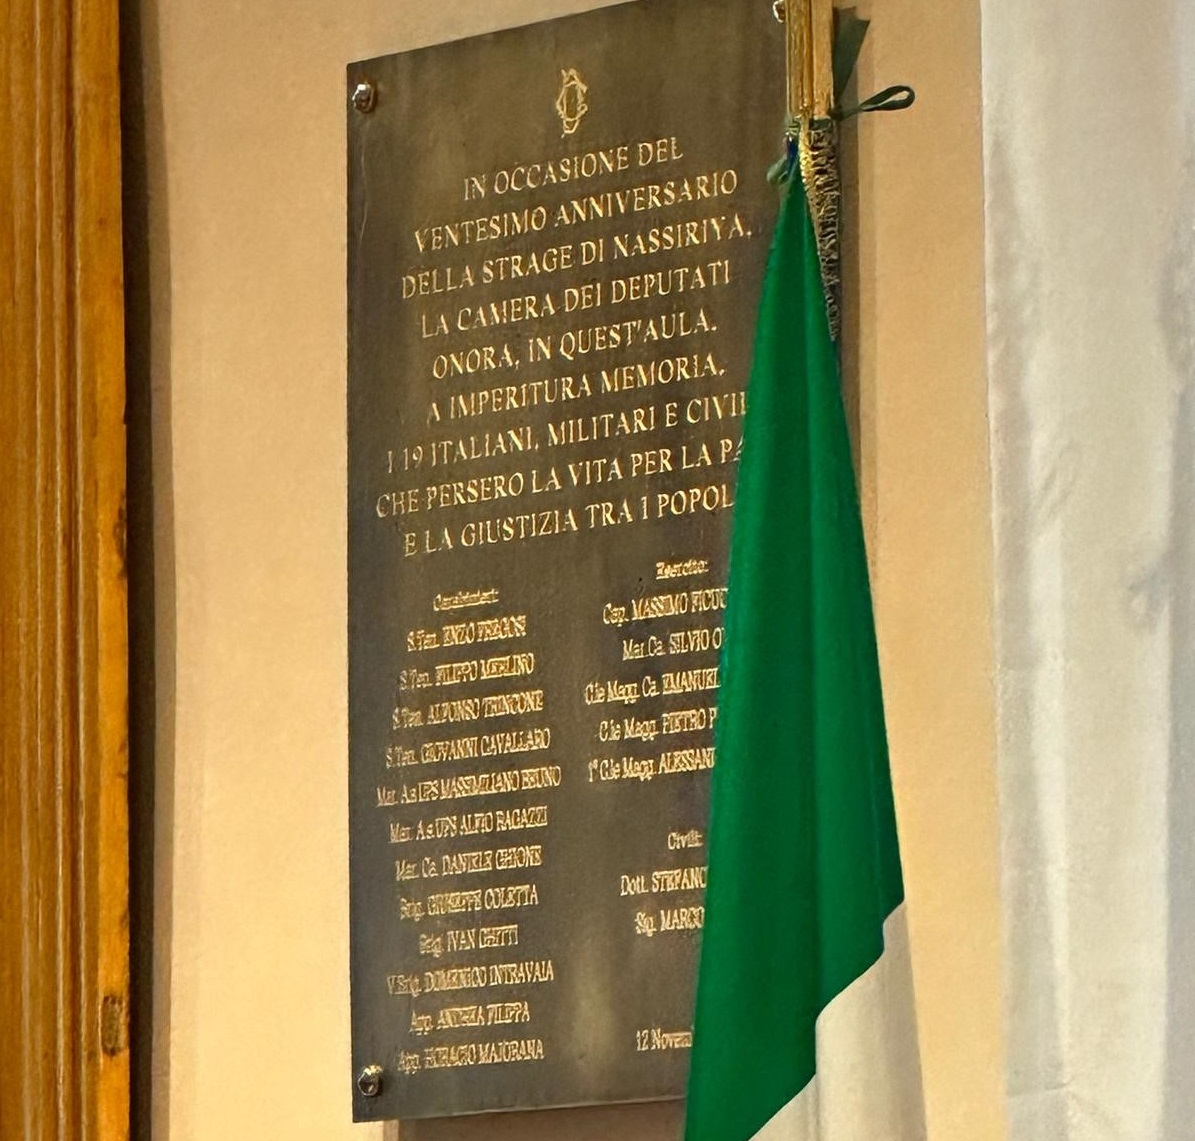 IN OCCASIONE DEL
VENTESIMO ANNIVERSARIO
DELLA STRAGE DI NASSIRIYA,
LA CAMERA DEI DEPUTATI
ONORA, IN QUEST'AULA,
A IMPERITURA MEMORIA,
I 19 ITALIANI, MILITARI E CIVILI
CHE PERSERO LA VITA PER LA
E LA GIUSTIZIA TRA I POPOL
Carabinieri:
S.Ten. ENZO FREGOSI
S.Ten. FILIPPO MERLINO
S.Ten. ALFONSO TRINCONE
S.Ten. GIOVANNI CAVALLARO
Mar. A.s UPS MASSIMILIANO BRUNO
Mar. A.s UPS ALFIO RAGAZZI
Mar. Ca. DANIELE GHIONE
Brig. GIUSEPPE COLETTA
Brig. IVAN GHITTI
V.Brig. DOMENICO INTRAVAIA
App. ANDREA FILIPPA
App. HORACIO MAIORANA
Esercito:
Cap. MASSIMO FICUC
Mar.Ca. SILVIO O
C.le Magg. Ca. EMANUEL
C.le Magg. PIETRO P
1° C.le Magg. ALESSAN
Civili:
Dott. STEFANO
Sig. MARCO
12 Novem